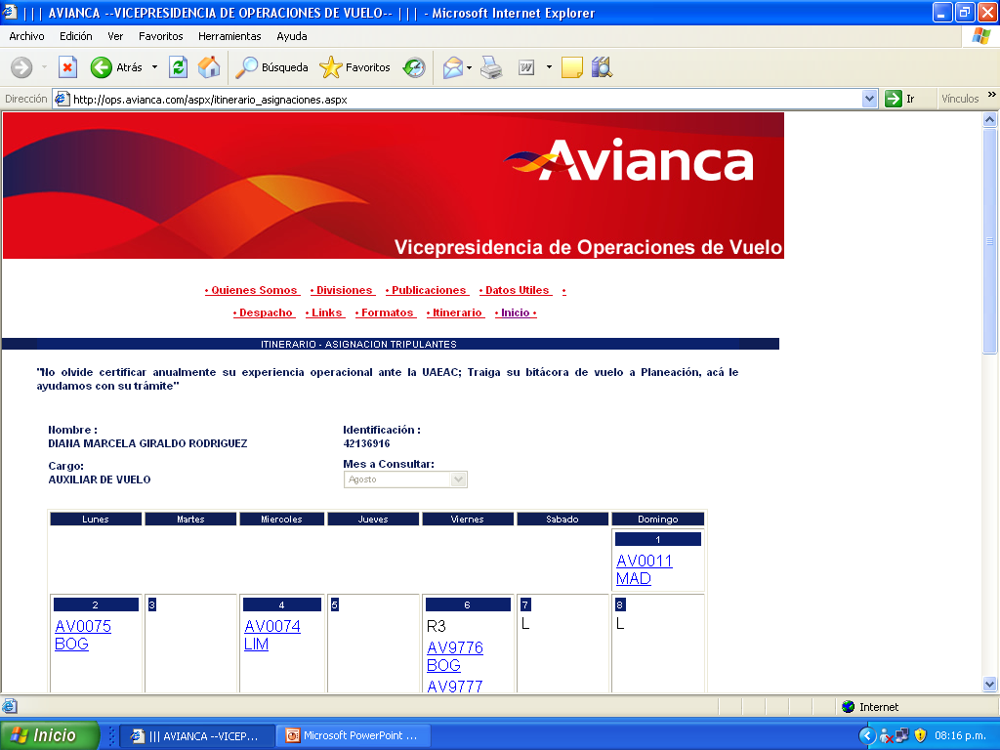 | | | AVIANCA --VICEPRESIDENCIA DE OPERACIONES DE VUELO-- | | | - Microsoft Internet Explorer
Archivo Edición Ver Favoritos Herramientas Ayuda
Atrás Búsqueda Favoritos
Dirección http://ops.avianca.com/aspx/itinerario_asignaciones.aspx Ir Vínculos »
Avianca
Vicepresidencia de Operaciones de Vuelo
• Quienes Somos • Divisiones • Publicaciones • Datos Utiles •
• Despacho • Links • Formatos • Itinerario • Inicio •
ITINERARIO - ASIGNACION TRIPULANTES
"No olvide certificar anualmente su experiencia operacional ante la UAEAC; Traiga su bitácora de vuelo a Planeación, acá le
ayudamos con su trámite"
Nombre : Identificación :
DIANA MARCELA GIRALDO RODRIGUEZ 42136916
Cargo: Mes a Consultar:
AUXILIAR DE VUELO Agosto
Lunes Martes Miercoles Jueves Viernes Sabado Domingo
1
AV0011
MAD
2 3 4 5 6 7 8
AV0075 AV0074 R3 L L
BOG LIM AV9776
BOG
AV9777
Internet
Inicio ||| AVIANCA --VICEP... Microsoft PowerPoint ... 08:16 p.m.